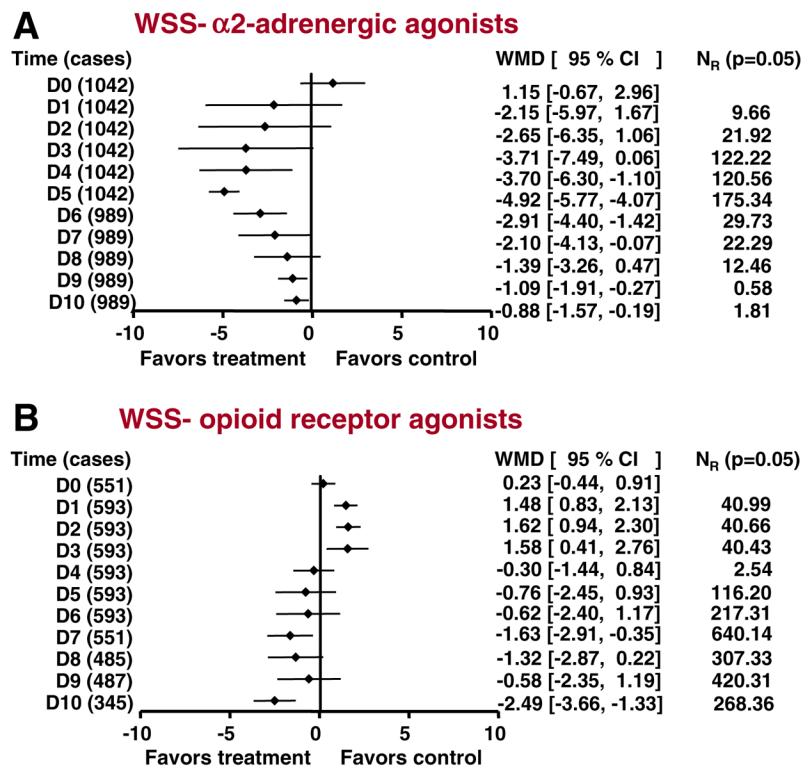 A
WSS- α2-adrenergic agonists
Time (cases) WMD [ 95 % CI ] NR (p=0.05)
D0 (1042) 1.15 [-0.67, 2.96]
D1 (1042) -2.15 [-5.97, 1.67] 9.66
D2 (1042) -2.65 [-6.35, 1.06] 21.92
D3 (1042) -3.71 [-7.49, 0.06] 122.22
D4 (1042) -3.70 [-6.30, -1.10] 120.56
D5 (1042) -4.92 [-5.77, -4.07] 175.34
D6 (989) -2.91 [-4.40, -1.42] 29.73
D7 (989) -2.10 [-4.13, -0.07] 22.29
D8 (989) -1.39 [-3.26, 0.47] 12.46
D9 (989) -1.09 [-1.91, -0.27] 0.58
D10 (989) -0.88 [-1.57, -0.19] 1.81
-10 -5 0 5 10
Favors treatment Favors control
B
WSS- opioid receptor agonists
Time (cases) WMD [ 95 % CI ] NR (p=0.05)
D0 (551) 0.23 [-0.44, 0.91]
D1 (593) 1.48 [ 0.83, 2.13] 40.99
D2 (593) 1.62 [ 0.94, 2.30] 40.66
D3 (593) 1.58 [ 0.41, 2.76] 40.43
D4 (593) -0.30 [-1.44, 0.84] 2.54
D5 (593) -0.76 [-2.45, 0.93] 116.20
D6 (593) -0.62 [-2.40, 1.17] 217.31
D7 (551) -1.63 [-2.91, -0.35] 640.14
D8 (485) -1.32 [-2.87, 0.22] 307.33
D9 (487) -0.58 [-2.35, 1.19] 420.31
D10 (345) -2.49 [-3.66, -1.33] 268.36
-10 -5 0 5 10
Favors treatment Favors control